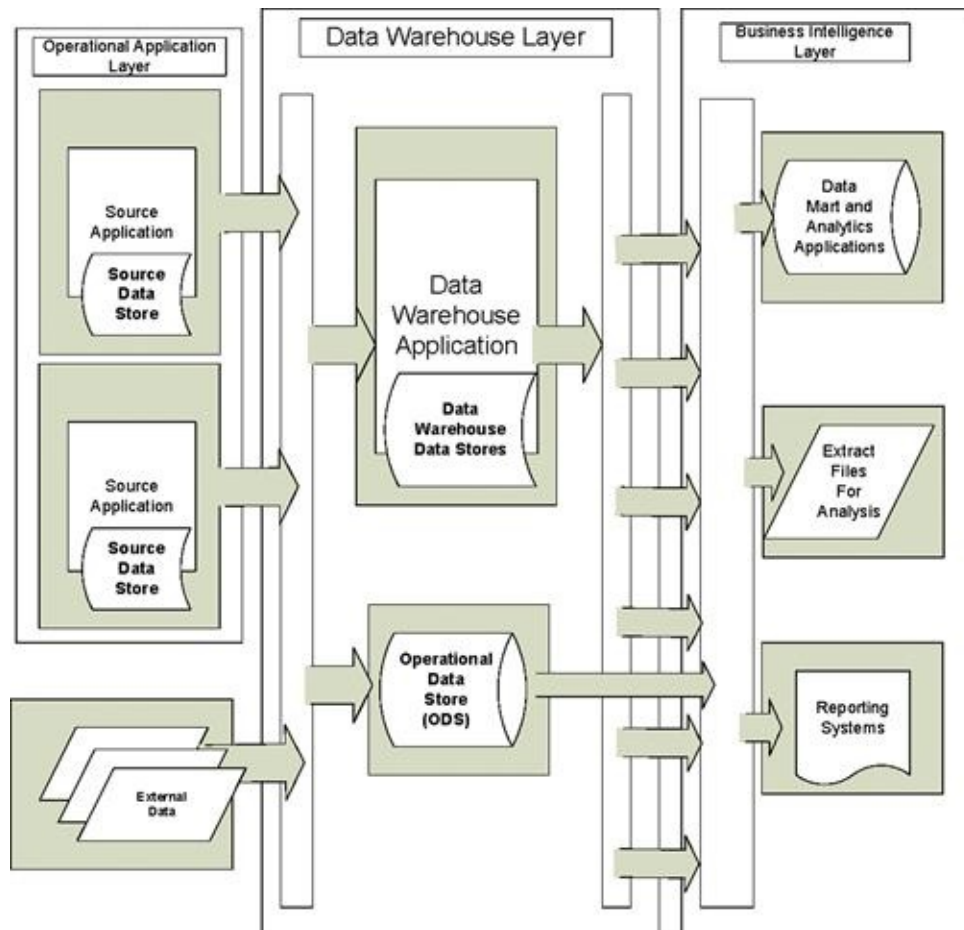 Operational Application
Layer
Source
Application
Source
Data
Store
Source
Application
Source
Data
Store
External
Data
Data Warehouse Layer
Data
Warehouse
Application
Data
Warehouse
Data Stores
Operational
Data
Store
(ODS)
Business Intelligence
Layer
Data
Mart and
Analytics
Applications
Extract
Files
For
Analysis
Reporting
Systems